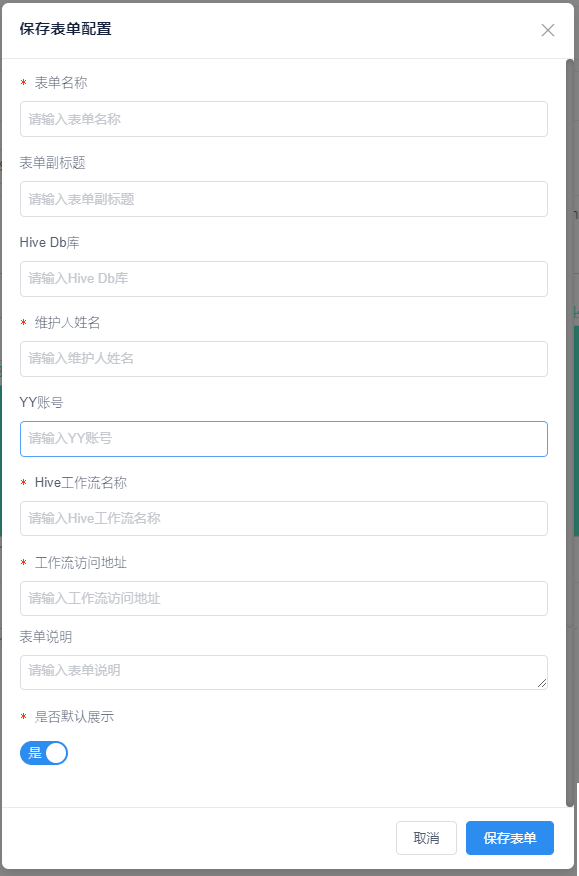 保存表单配置
* 表单名称
请输入表单名称
表单副标题
请输入表单副标题
Hive Db库
请输入Hive Db库
* 维护人姓名
请输入维护人姓名
YY账号
请输入YY账号
* Hive工作流名称
请输入Hive工作流名称
* 工作流访问地址
请输入工作流访问地址
表单说明
请输入表单说明
* 是否默认展示
是
取消 保存表单